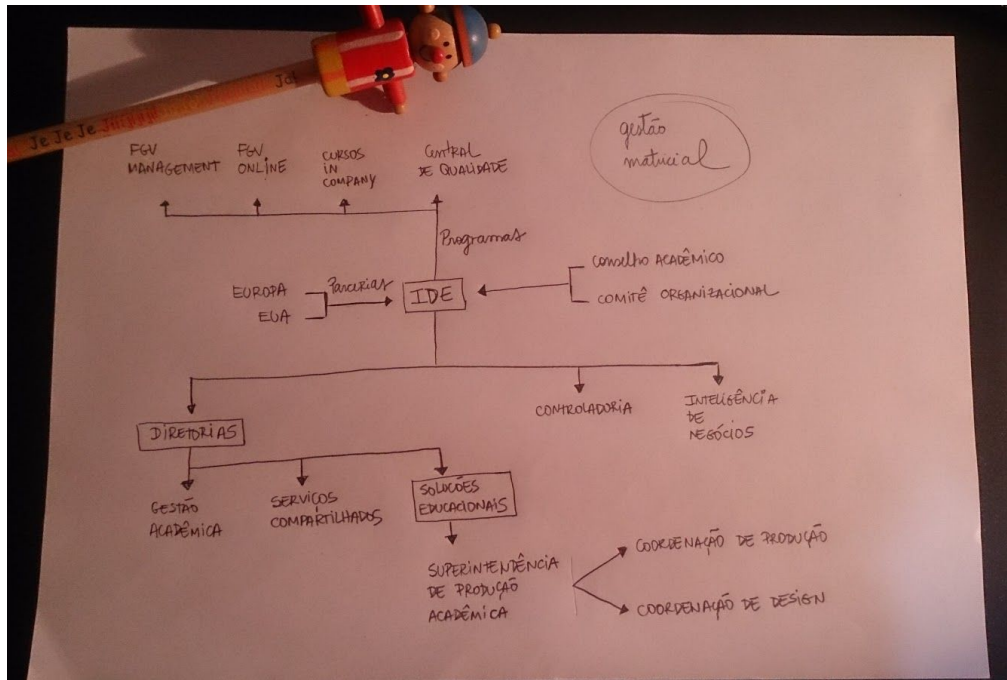 Je Je Je
FGV
MANAGEMENT
FGV
ONLINE
CURSOS
IN
COMPANY
Central
DE QUALIDADE
gestão
matricial
Programas
EUROPA
EUA
Parcerias
IDE
Conselho ACADÊMICO
COMITÊ ORGANIZACIONAL
DIRETORIAS
CONTROLADORIA
INTELIGÊNCIA
DE
NEGÓCIOS
GESTÃO
ACADÊMICA
SERVIÇOS
COMPARTILHADOS
SOLUÇÕES
EDUCACIONAIS
SUPERINTENDÊNCIA
DE PRODUÇÃO
ACADÊMICA
COORDENAÇÃO DE PRODUÇÃO
COORDENAÇÃO DE DESIGN